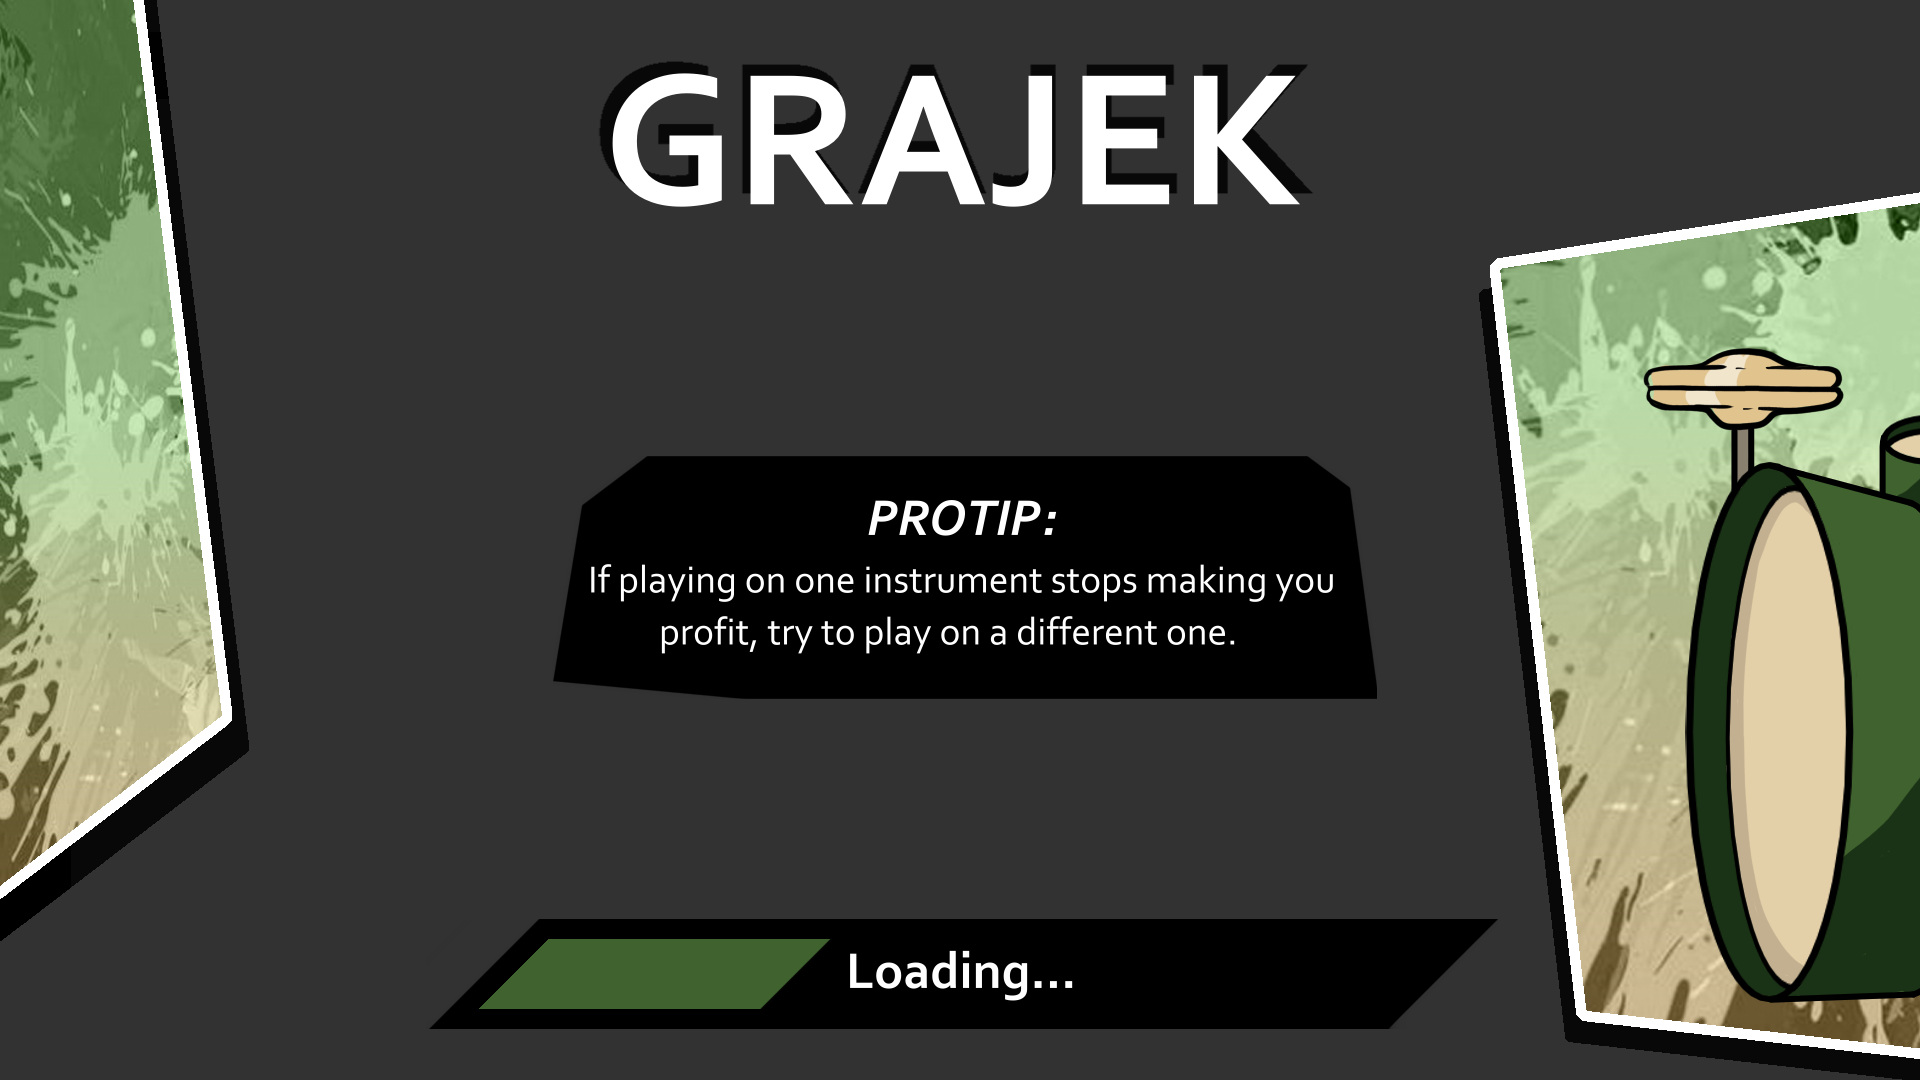 GRAJEK
PROTIP:
If playing on one instrument stops making you
profit, try to play on a different one.
Loading...